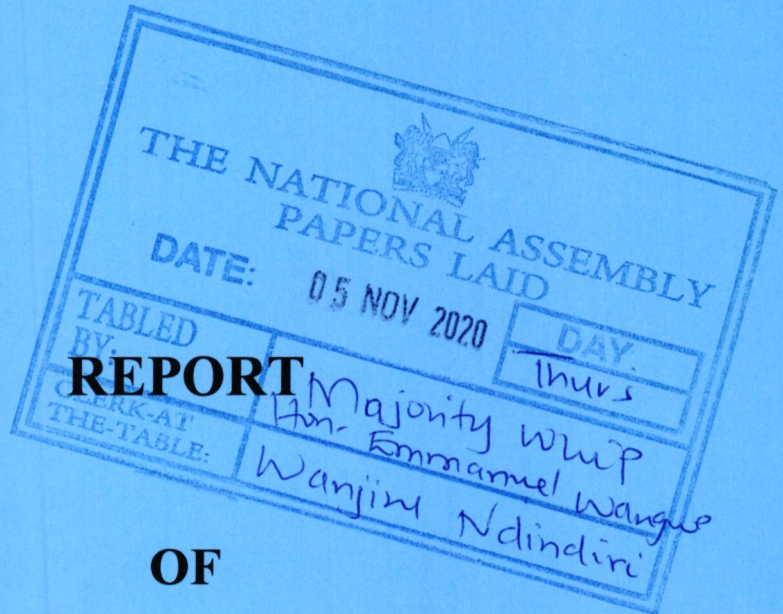 THE NATIONAL ASSEMBLY
PAPERS LAID
DATE: 05 NOV 2020
DAY.
Thurs
TABLED
BY:
Majority Whip
Hon. Emmanuel Wangwe
REPORT
CLERK-AT
THE-TABLE:
Wanjiru Ndindiri
OF